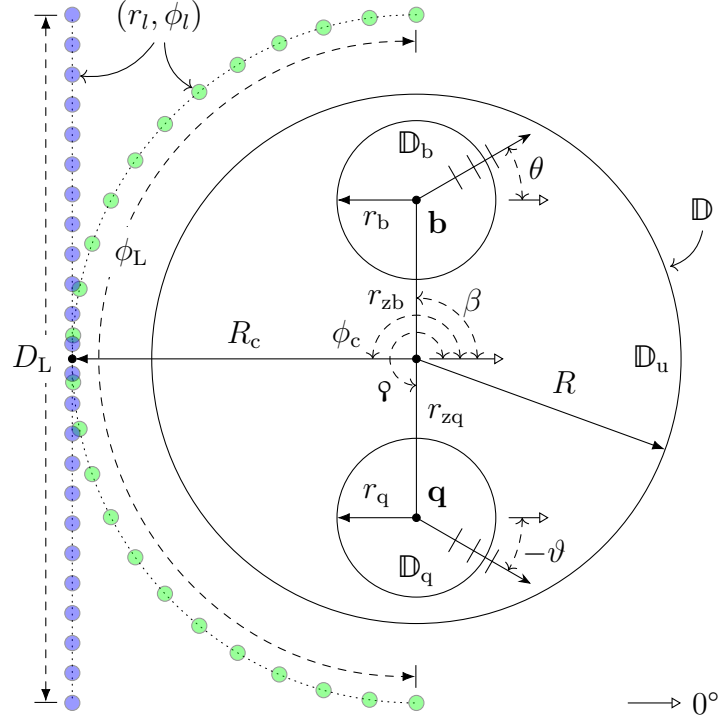 (r_l, ϕ_l)
𝔻_b
θ
r_b
b
𝔻
ϕ_L
r_zb
β
R_c
ϕ_c
D_L
𝔻_u
R
ϙ
r_zq
r_q
q
−ϑ
𝔻_q
0°